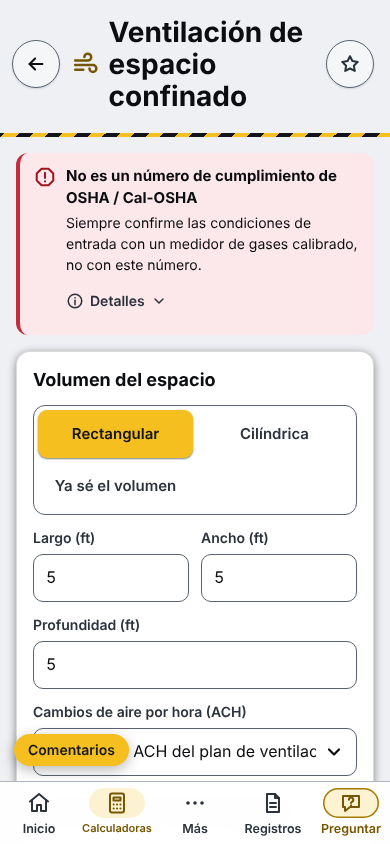 Ventilación de
espacio
confinado
No es un número de cumplimiento de
OSHA / Cal-OSHA
Siempre confirme las condiciones de
entrada con un medidor de gases calibrado,
no con este número.
Detalles
Volumen del espacio
Rectangular
Cilíndrica
Ya sé el volumen
Largo (ft)
Ancho (ft)
5
5
Profundidad (ft)
5
Cambios de aire por hora (ACH)
Comentarios
ACH del plan de
Inicio
Calculadoras
Más
Registros
Preguntar